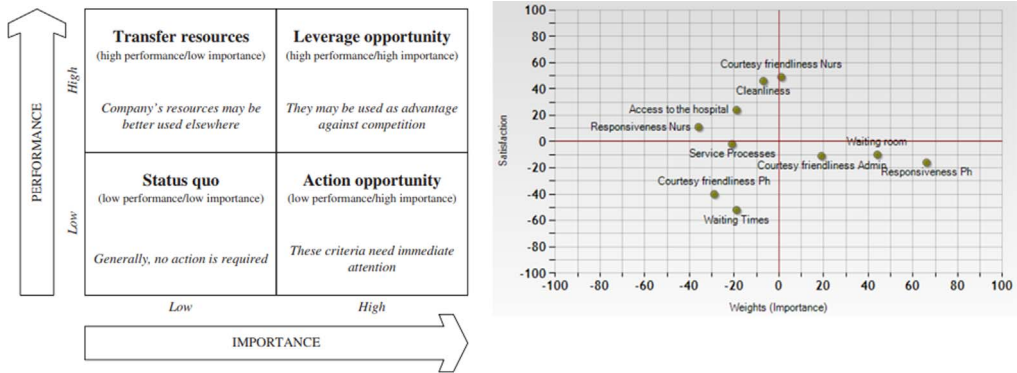 PERFORMANCE
High
Low
Transfer resources
(high performance/low importance)
Company's resources may be
better used elsewhere
Leverage opportunity
(high performance/high importance)
They may be used as advantage
against competition
Status quo
(low performance/low importance)
Generally, no action is required
Action opportunity
(low performance/high importance)
These criteria need immediate
attention
Low
High
IMPORTANCE
Satisfaction
100
80
60
40
20
0
-20
-40
-60
-80
-100
Courtesy friendliness Nurs
Cleanliness
Access to the hospital
Responsiveness Nurs
Service Processes
Waiting room
Courtesy friendliness Admin
Responsiveness Ph
Courtesy friendliness Ph
Waiting Times
-100 -80 -60 -40 -20 0 20 40 60 80 100
Weights (Importance)